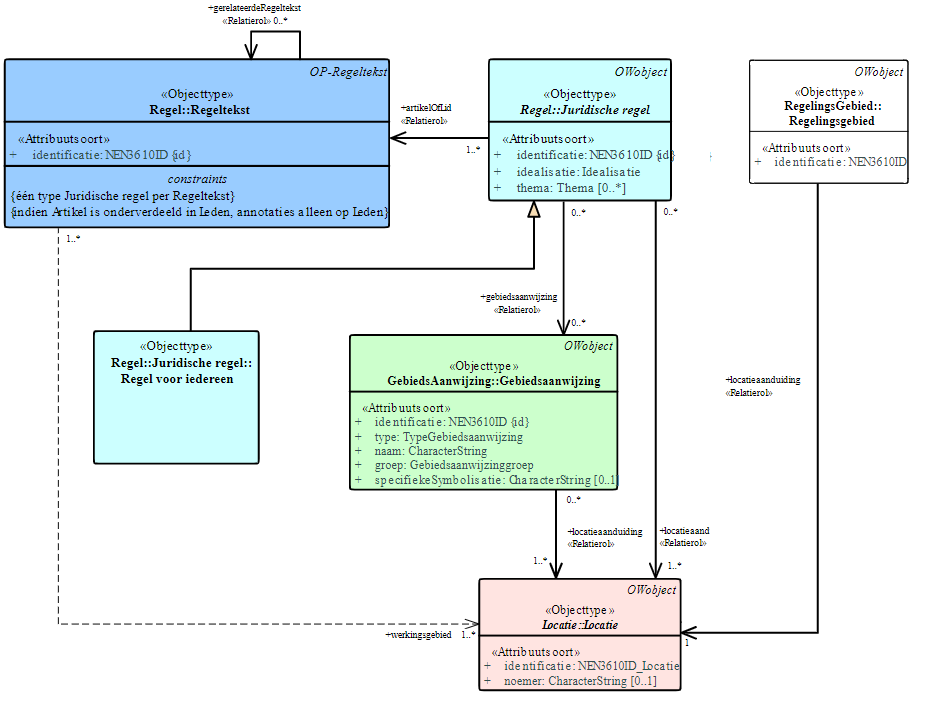 +gerelateerdeRegeltekst
«Relatierol» 0..*
OP-Regeltekst
«Objecttype»
Regel::Regeltekst
«Attribuutsoort»
+ identificatie: NEN3610ID {id}
constraints
{één type Juridische regel per Regeltekst}
{indien Artikel is onderverdeeld in Leden, annotaties alleen op Leden}
1..*
+artikelOfLid
«Relatierol»
1..*
OWobject
«Objecttype»
Regel::Juridische regel
«Attribuutsoort»
+ identificatie: NEN3610ID {id}
+ idealisatie: Idealisatie
+ thema: Thema [0..*]
0..*
0..*
OWobject
«Objecttype»
RegelingsGebied::
Regelingsgebied
«Attribuutsoort»
+ identificatie: NEN3610ID
+gebiedsaanwijzing
«Relatierol»
0..*
«Objecttype»
Regel::Juridische regel::
Regel voor iedereen
OWobject
«Objecttype»
GebiedsAanwijzing::Gebiedsaanwijzing
«Attribuutsoort»
+ identificatie: NEN3610ID {id}
+ type: TypeGebiedsaanwijzing
+ naam: CharacterString
+ groep: Gebiedsaanwijzinggroep
+ specifiekeSymbolisatie: CharacterString [0..1]
0..*
+locatieaanduiding
«Relatierol»
+locatieaanduiding
«Relatierol»
1..*
+locatieaand
«Relatierol»
1..*
OWobject
«Objecttype»
Locatie::Locatie
«Attribuutsoort»
+ identificatie: NEN3610ID_Locatie
+ noemer: CharacterString [0..1]
+werkingsgebied 1..*
1